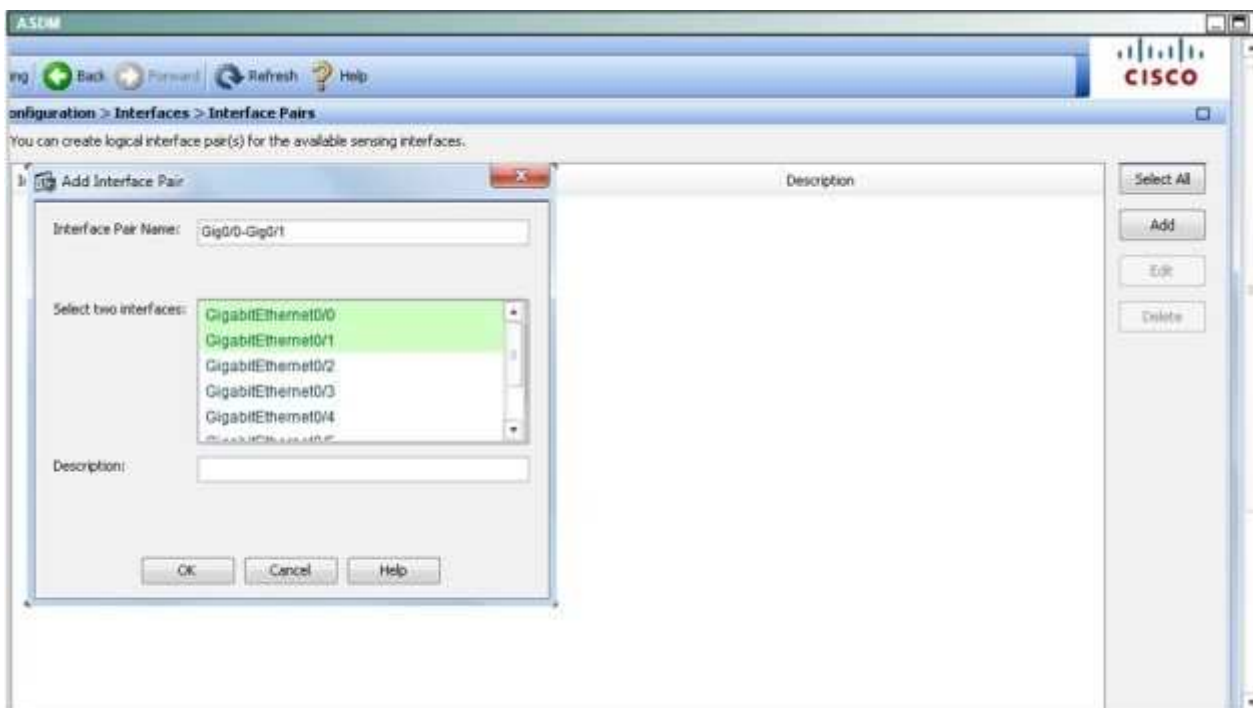 ASDM
ing Back Forward Refresh Help
CISCO
onfiguration > Interfaces > Interface Pairs
You can create logical interface pair(s) for the available sensing interfaces.
Add Interface Pair
Description
Select All
Add
Edit
Delete
Interface Pair Name: Gig0/0-Gig0/1
Select two interfaces:
GigabitEthernet0/0
GigabitEthernet0/1
GigabitEthernet0/2
GigabitEthernet0/3
GigabitEthernet0/4
Description:
OK Cancel Help